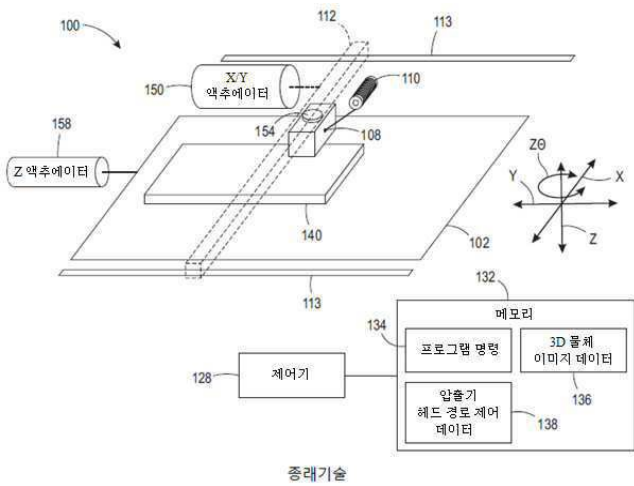 100
112
113
X/Y
액추에이터
150
110
154
108
158
Z 액추에이터
ZΘ
X
Y
Z
140
102
113
132
메모리
134
프로그램 명령
3D 물체
이미지 데이터
136
128
제어기
압출기
헤드 경로 제어
데이터
138
종래기술